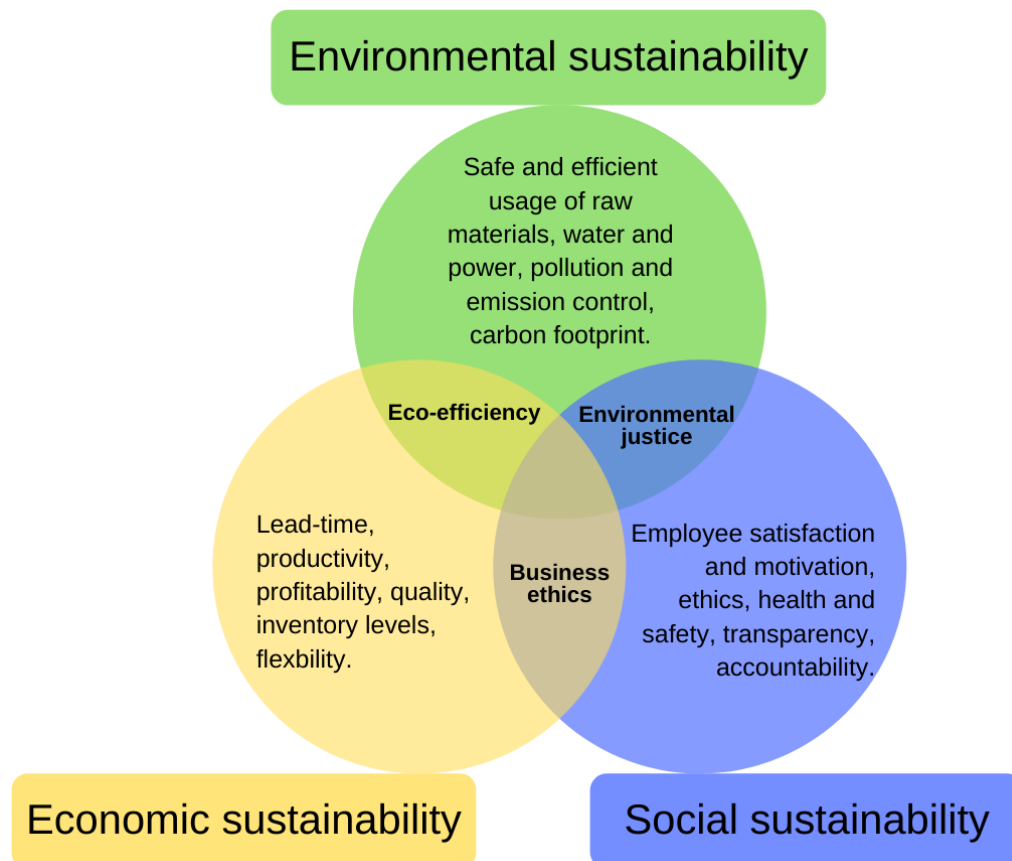 Environmental sustainability
Safe and efficient
usage of raw
materials, water and
power, pollution and
emission control,
carbon footprint.
Eco-efficiency
Environmental
justice
Lead-time,
productivity,
profitability, quality,
inventory levels,
flexbility.
Business
ethics
Employee satisfaction
and motivation,
ethics, health and
safety, transparency,
accountability.
Economic sustainability
Social sustainability